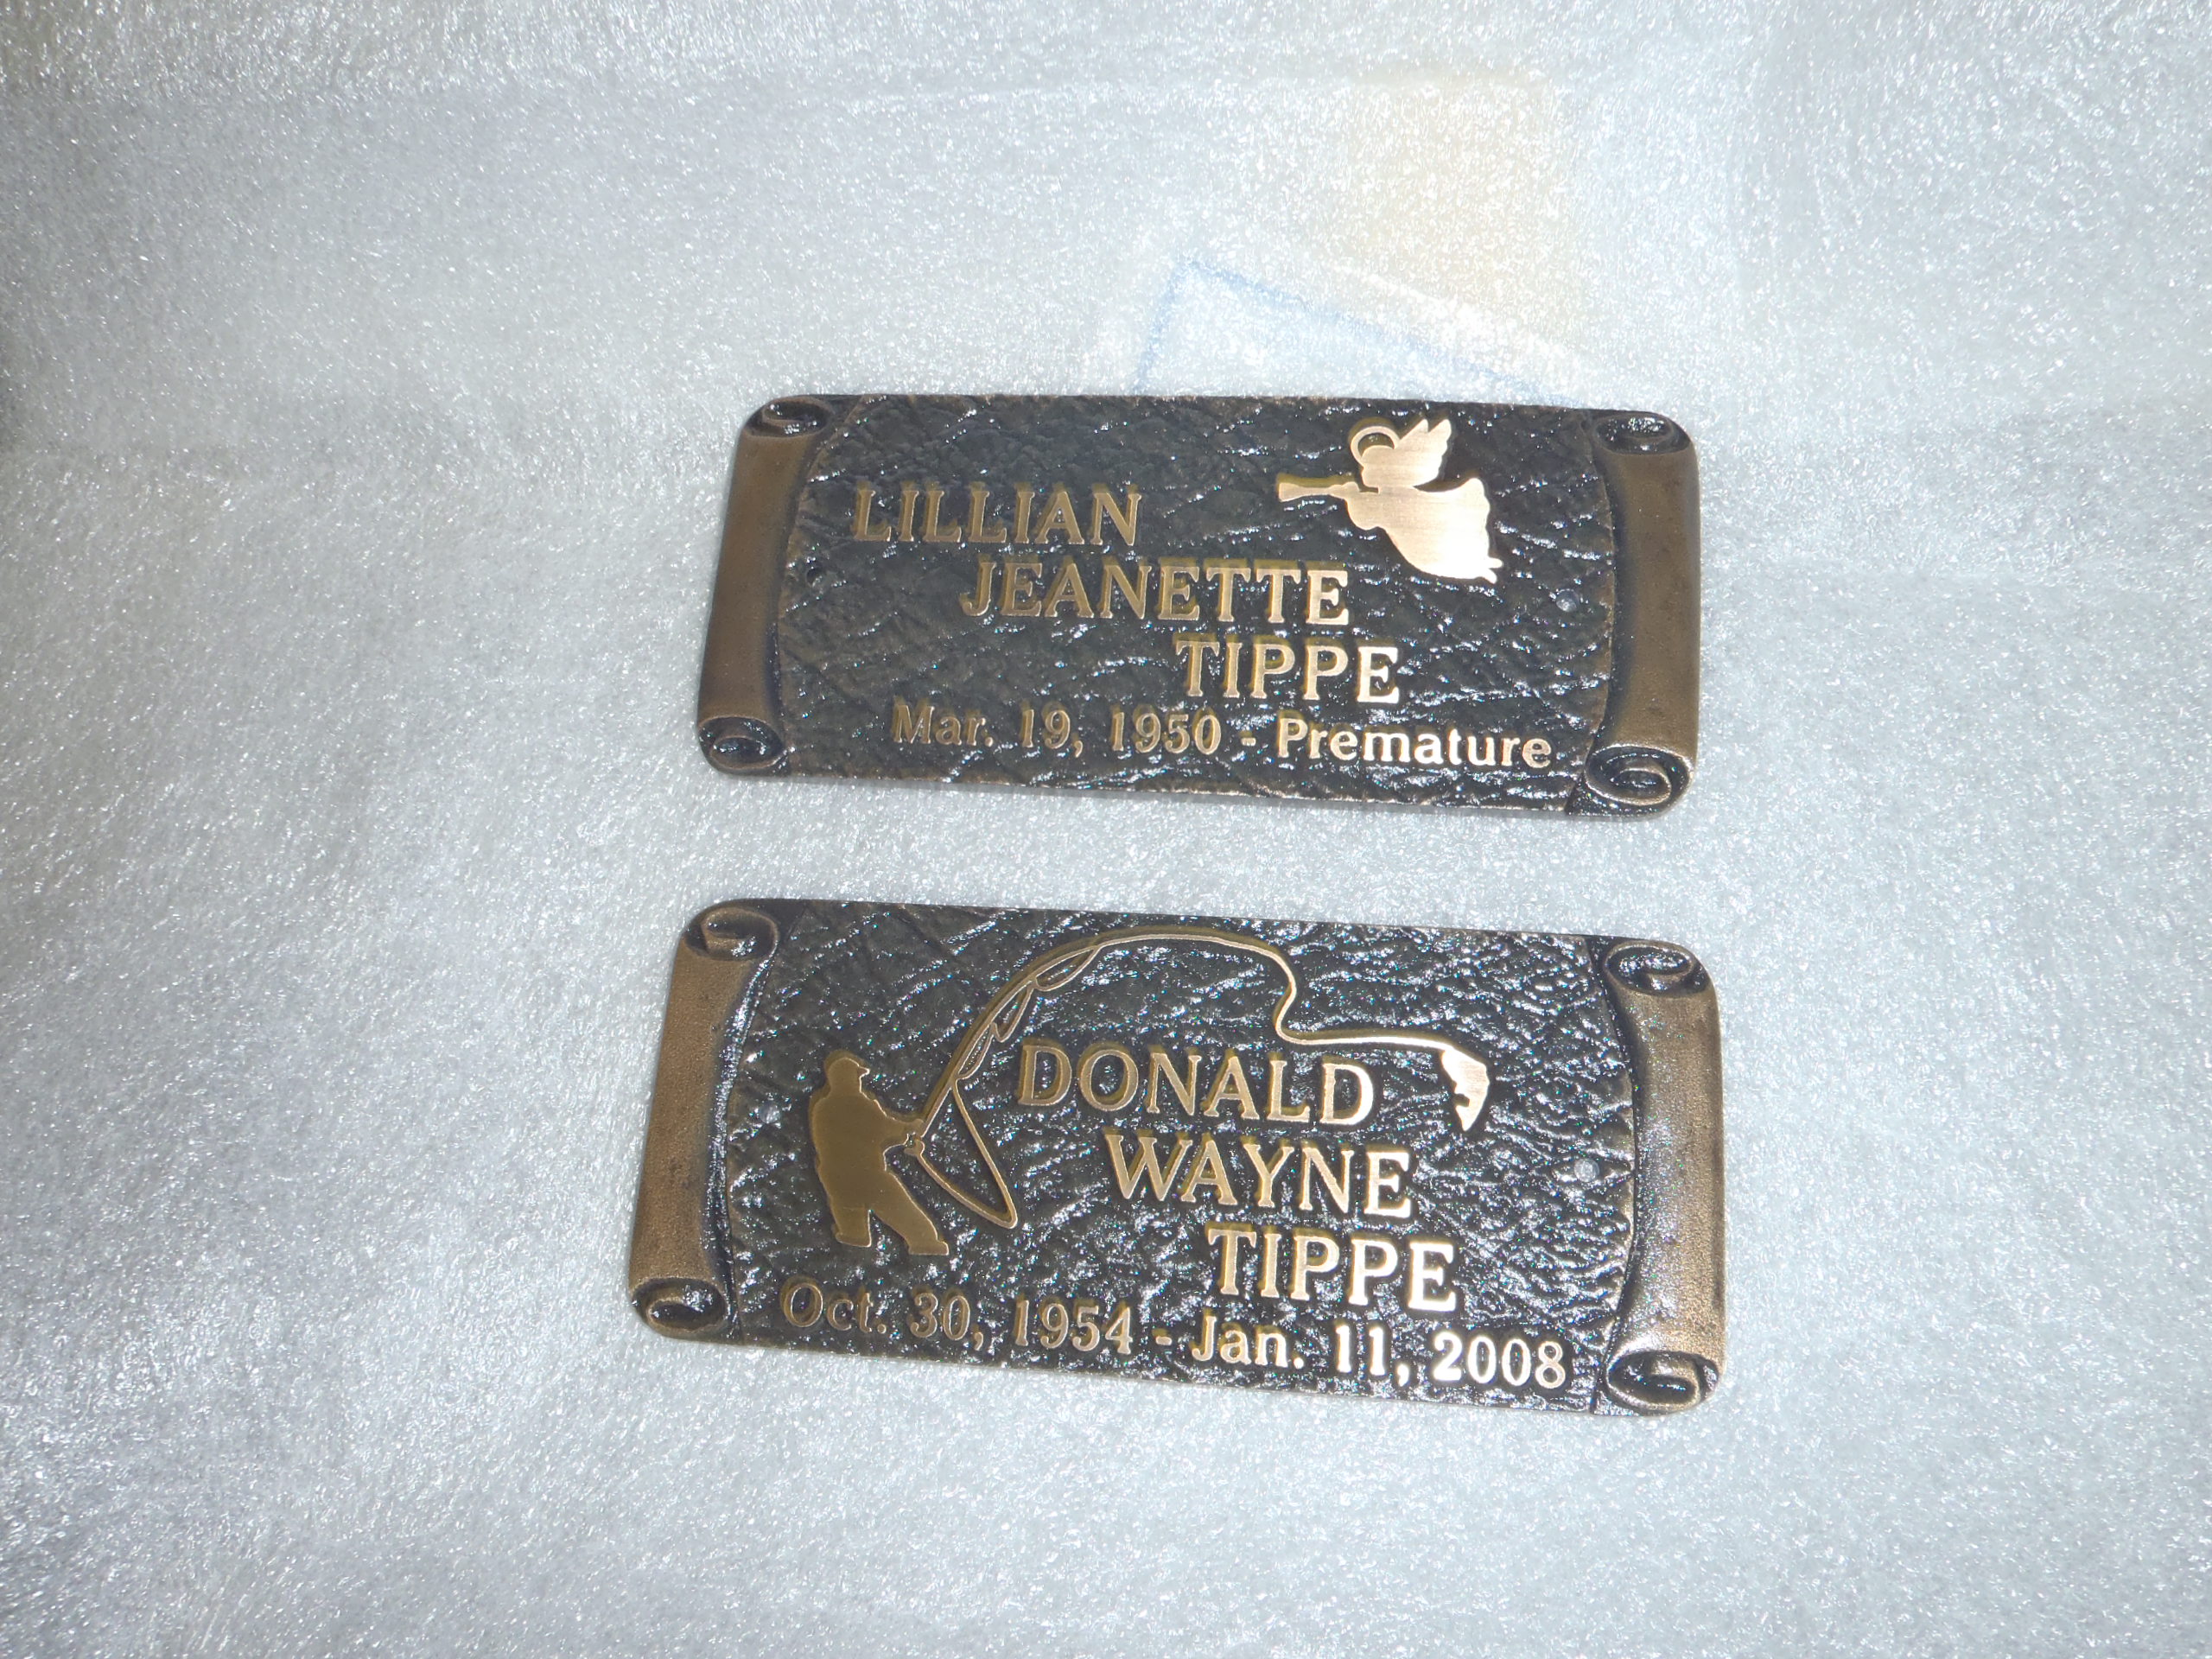 LILLIAN
JEANETTE
TIPPE
Mar. 19, 1950 - Premature
DONALD
WAYNE
TIPPE
Oct. 30, 1954 - Jan. 11, 2008